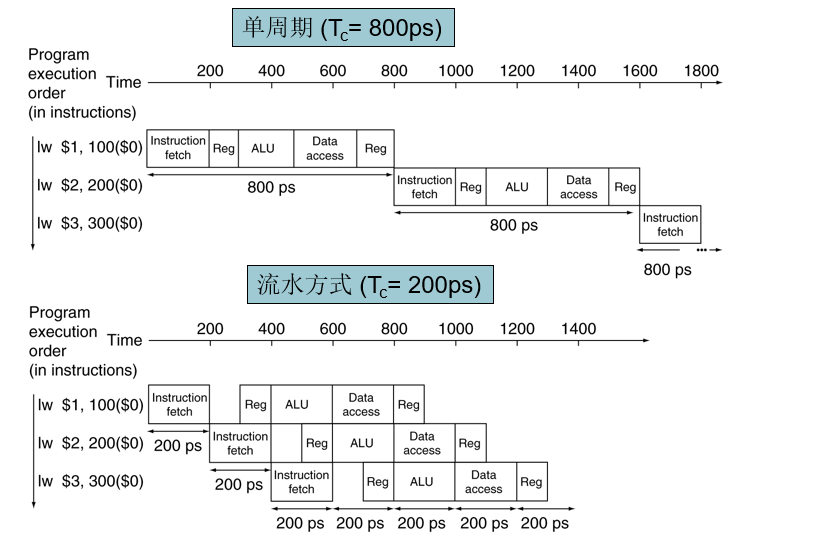 单周期 (Tc= 800ps)
Program
execution
order
(in instructions)
Time
200 400 600 800 1000 1200 1400 1600 1800
lw $1, 100($0)
Instruction fetch
Reg
ALU
Data access
Reg
800 ps
lw $2, 200($0)
Instruction fetch
Reg
ALU
Data access
Reg
800 ps
lw $3, 300($0)
Instruction fetch
...
800 ps
流水方式 (Tc= 200ps)
Program
execution
order
(in instructions)
Time
200 400 600 800 1000 1200 1400
lw $1, 100($0)
Instruction fetch
Reg
ALU
Data access
Reg
200 ps
lw $2, 200($0)
Instruction fetch
Reg
ALU
Data access
Reg
200 ps
lw $3, 300($0)
Instruction fetch
Reg
ALU
Data access
Reg
200 ps 200 ps 200 ps 200 ps 200 ps